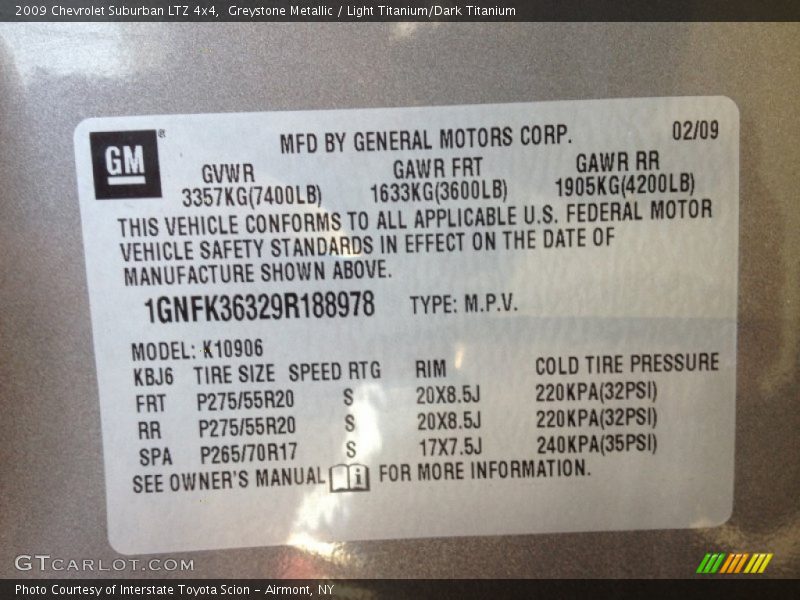 2009 Chevrolet Suburban LTZ 4x4, Greystone Metallic / Light Titanium/Dark Titanium
GM®
MFD BY GENERAL MOTORS CORP. 02/09
GVWR GAWR FRT GAWR RR
3357KG(7400LB) 1633KG(3600LB) 1905KG(4200LB)
THIS VEHICLE CONFORMS TO ALL APPLICABLE U.S. FEDERAL MOTOR
VEHICLE SAFETY STANDARDS IN EFFECT ON THE DATE OF
MANUFACTURE SHOWN ABOVE.
1GNFK36329R188978 TYPE: M.P.V.
MODEL: K10906
KBJ6 TIRE SIZE SPEED RTG RIM COLD TIRE PRESSURE
FRT P275/55R20 S 20X8.5J 220KPA(32PSI)
RR P275/55R20 S 20X8.5J 220KPA(32PSI)
SPA P265/70R17 S 17X7.5J 240KPA(35PSI)
SEE OWNER'S MANUAL i FOR MORE INFORMATION.
GTCARLOT.COM
Photo Courtesy of Interstate Toyota Scion - Airmont, NY